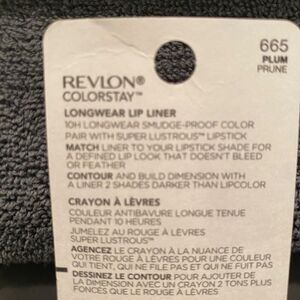 665
PLUM
PRUNE
REVLON®
COLORSTAY™
LONGWEAR LIP LINER
10H LONGWEAR SMUDGE-PROOF COLOR
PAIR WITH SUPER LUSTROUS™ LIPSTICK
MATCH LINER TO YOUR LIPSTICK SHADE FOR
A DEFINED LIP LOOK THAT DOESN'T BLEED
OR FEATHER
CONTOUR AND BUILD DIMENSION WITH
A LINER 2 SHADES DARKER THAN LIPCOLOR
CRAYON À LÈVRES
COULEUR ANTIBAVURE LONGUE TENUE
PENDANT 10 HEURES
JUMELEZ AU ROUGE À LÈVRES
SUPER LUSTROUS™
AGENCEZ LE CRAYON À LA NUANCE DE
VOTRE ROUGE À LÈVRES POUR UNE COULEUR
QUI TIENT, QUI NE FILE PAS ET QUI NE FUIT PAS
DESSINEZ LE CONTOUR POUR AJOUTER DE
LA DIMENSION AVEC UN CRAYON 2 TONS PLUS
FONCÉS QUE LE ROUGE À LÈVRES